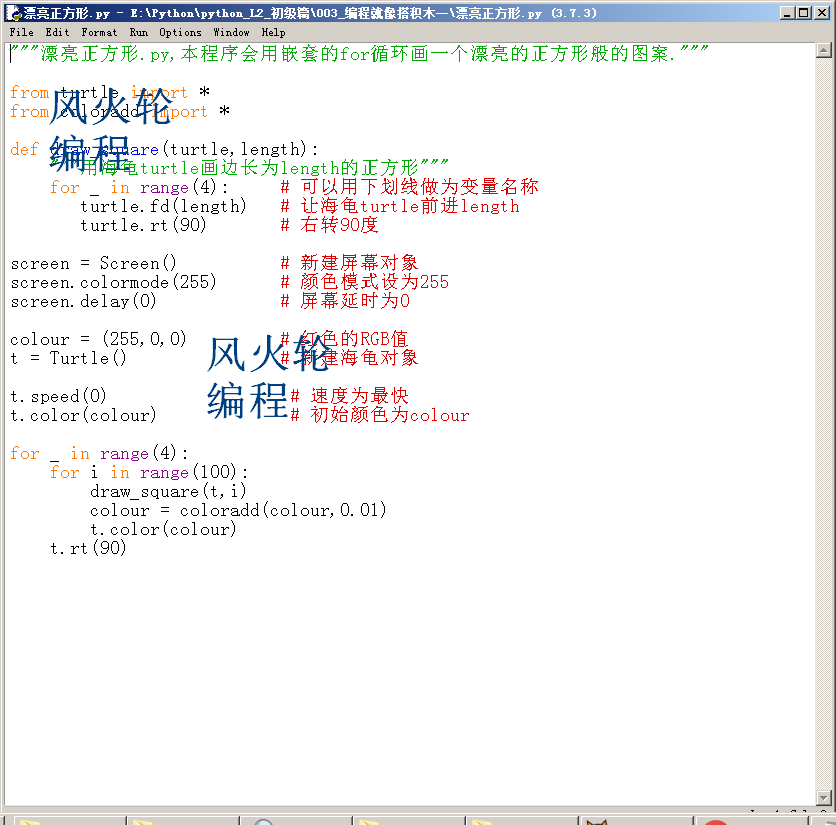 漂亮正方形.py - E:\Python\python_L2_初级篇\003_编程就像搭积木一\漂亮正方形.py (3.7.3)
File Edit Format Run Options Window Help
"""漂亮正方形.py,本程序会用嵌套的for循环画一个漂亮的正方形般的图案."""
from turtle import *
from coloradd import *
风火轮
编程
def draw_square(turtle,length):
用海龟turtle画边长为length的正方形"""
for _ in range(4): # 可以用下划线做为变量名称
turtle.fd(length) # 让海龟turtle前进length
turtle.rt(90) # 右转90度
screen = Screen() # 新建屏幕对象
screen.colormode(255) # 颜色模式设为255
screen.delay(0) # 屏幕延时为0
colour = (255,0,0) # 红色的RGB值
t = Turtle() # 新建海龟对象
风火轮
编程
t.speed(0) # 速度为最快
t.color(colour) # 初始颜色为colour
for _ in range(4):
for i in range(100):
draw_square(t,i)
colour = coloradd(colour,0.01)
t.color(colour)
t.rt(90)